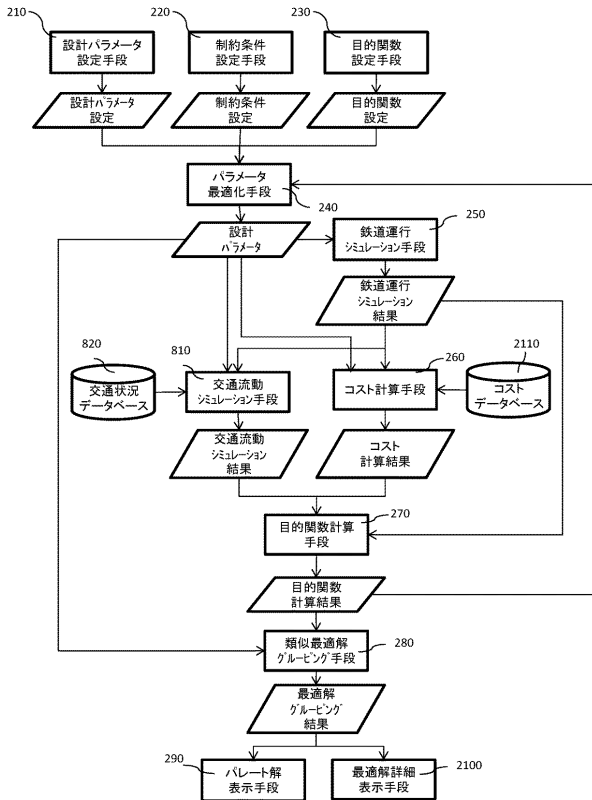 210
220
230
設計パラメータ
設定手段
制約条件
設定手段
目的関数
設定手段
設計パラメータ
設定
制約条件
設定
目的関数
設定
パラメータ
最適化手段
240
設計
パラメータ
250
鉄道運行
シミュレーション手段
鉄道運行
シミュレーション
結果
820
810
260
2110
交通状況
データベース
交通流動
シミュレーション手段
コスト計算手段
コスト
データベース
交通流動
シミュレーション
結果
コスト
計算結果
270
目的関数計算
手段
目的関数
計算結果
類似最適解
グルーピング手段
280
最適解
グルーピング
結果
290
パレート解
表示手段
最適解詳細
表示手段
2100